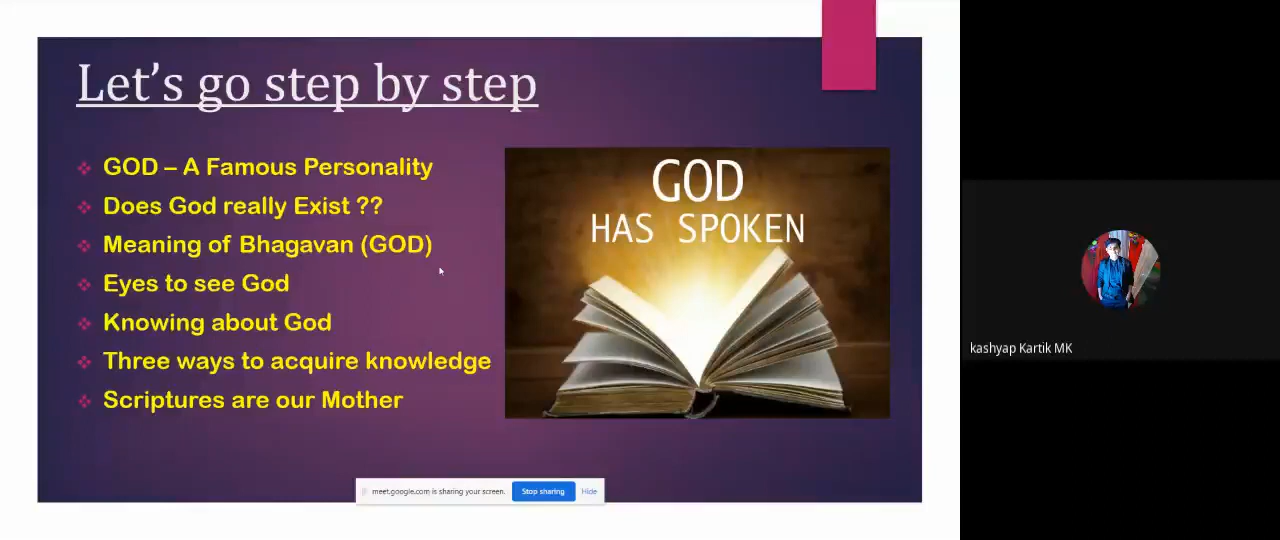 Let's go step by step
GOD – A Famous Personality
Does God really Exist ??
Meaning of Bhagavan (GOD)
Eyes to see God
Knowing about God
Three ways to acquire knowledge
Scriptures are our Mother
GOD
HAS SPOKEN
meet.google.com is sharing your screen. Stop sharing Hide
kashyap Kartik MK